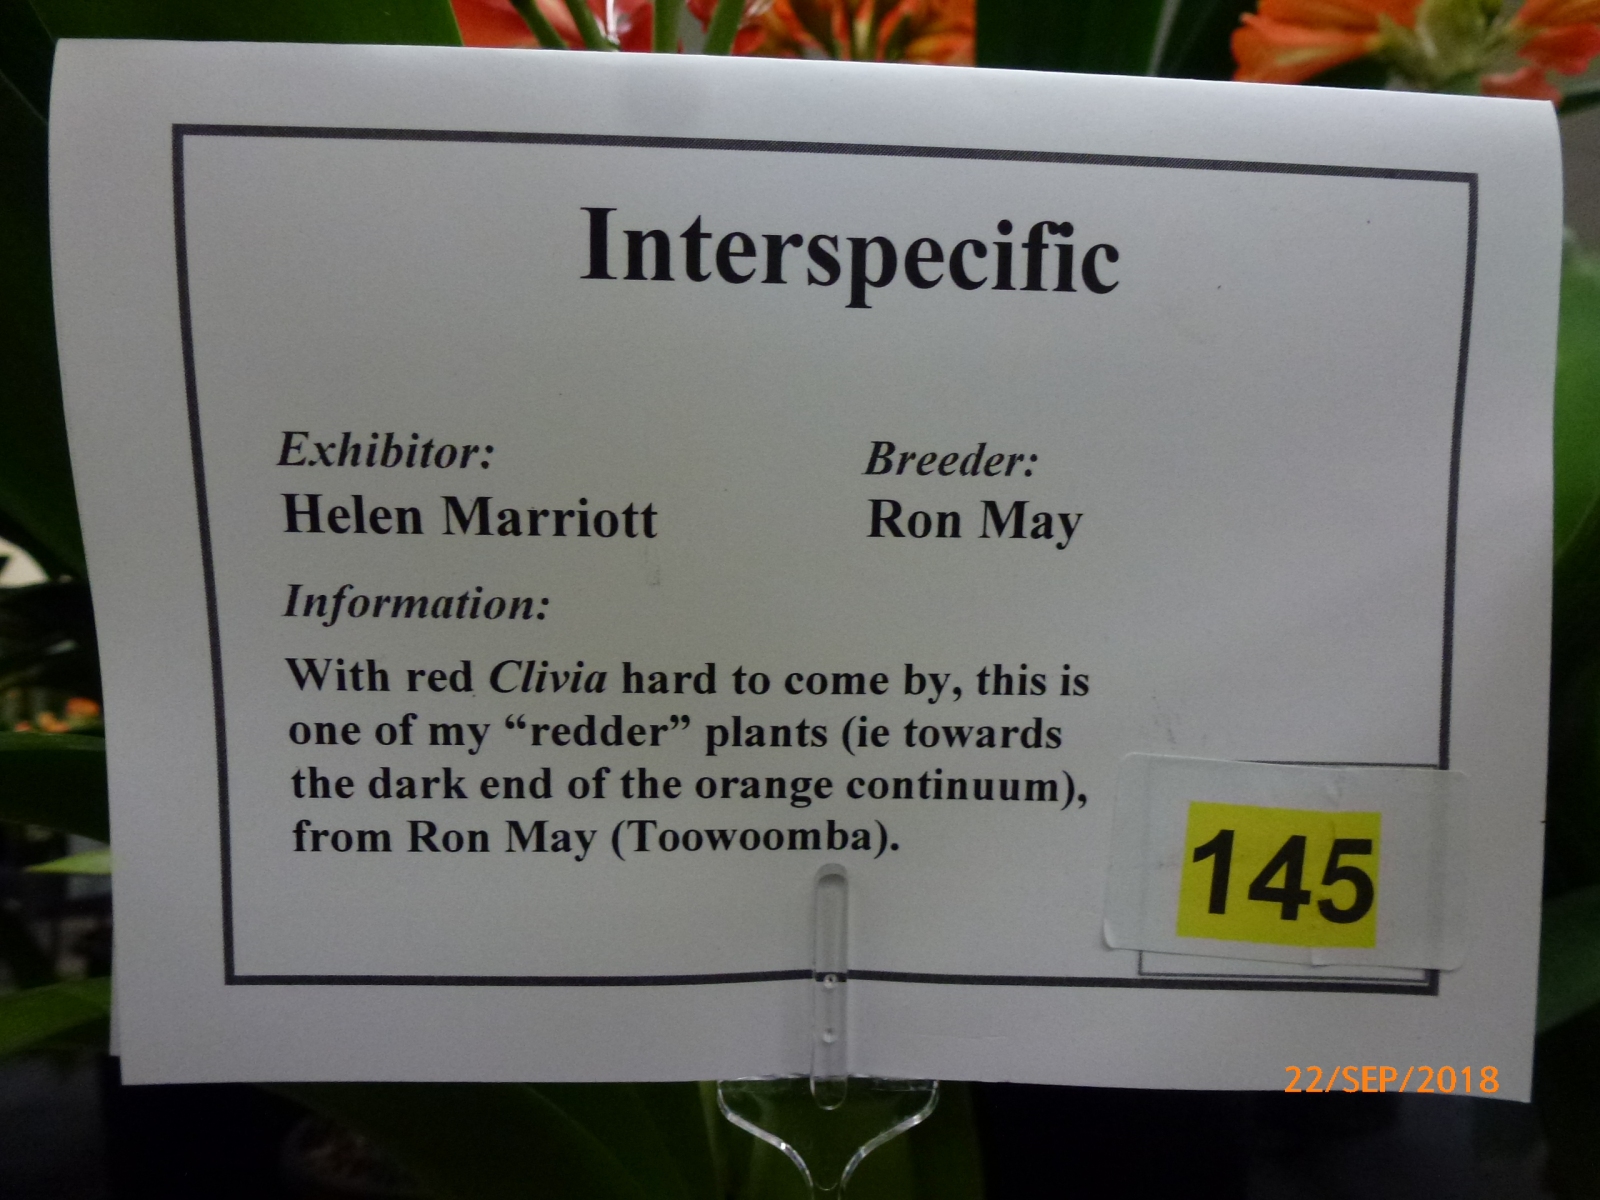 Interspecific
Exhibitor:
Helen Marriott
Breeder:
Ron May
Information:
With red Clivia hard to come by, this is
one of my “redder” plants (ie towards
the dark end of the orange continuum),
from Ron May (Toowoomba).
145
22/SEP/2018